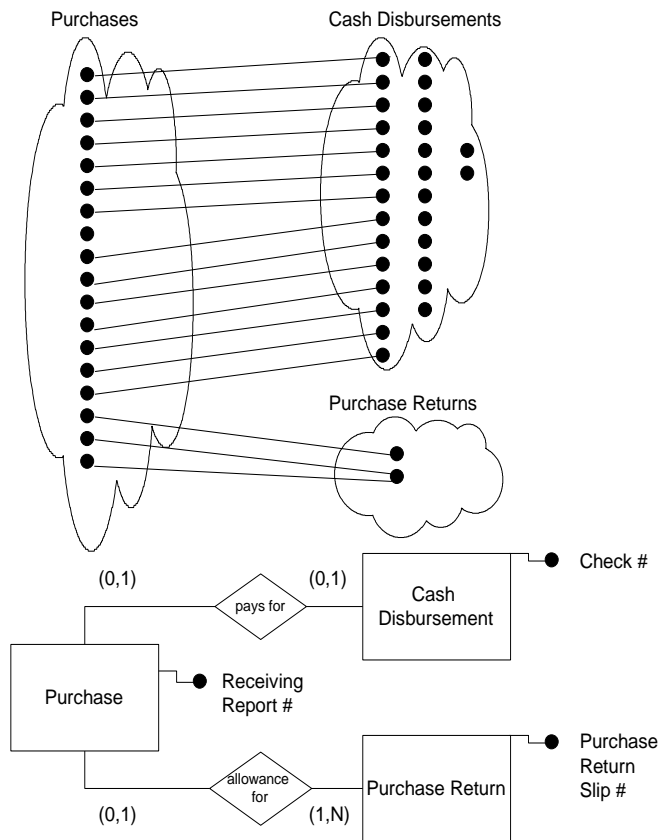 Purchases
Cash Disbursements
Purchase Returns
(0,1)
pays for
(0,1)
Cash
Disbursement
Check #
Purchase
Receiving
Report #
(0,1)
allowance
for
(1,N)
Purchase Return
Purchase
Return
Slip #